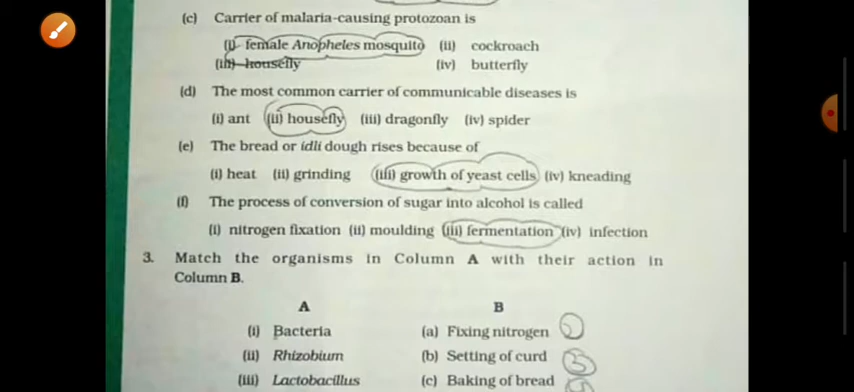 (c) Carrier of malaria-causing protozoan is
(i) female Anopheles mosquito (ii) cockroach
(iii) housefly (iv) butterfly
(d) The most common carrier of communicable diseases is
(i) ant (ii) housefly (iii) dragonfly (iv) spider
(e) The bread or idli dough rises because of
(i) heat (ii) grinding (iii) growth of yeast cells (iv) kneading
(f) The process of conversion of sugar into alcohol is called
(i) nitrogen fixation (ii) moulding (iii) fermentation (iv) infection
3. Match the organisms in Column A with their action in
Column B.
A B
(i) Bacteria (a) Fixing nitrogen
(ii) Rhizobium (b) Setting of curd
(iii) Lactobacillus (c) Baking of bread